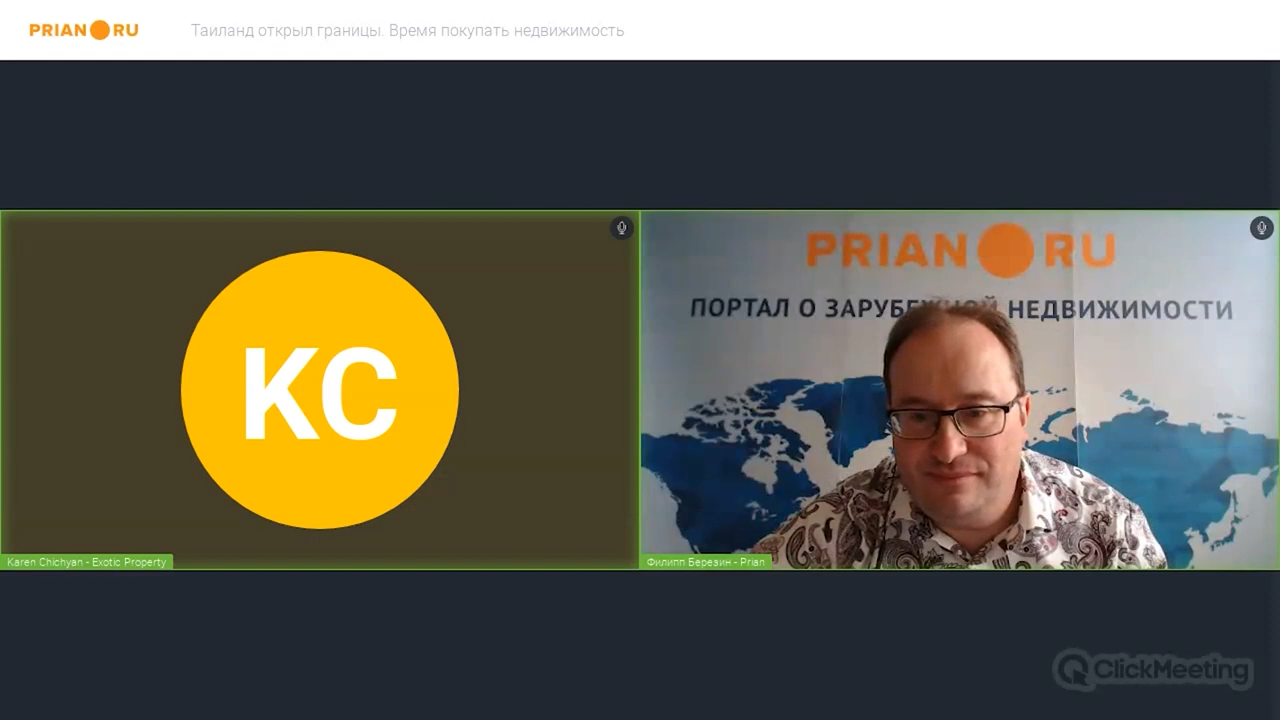 PRIAN RU
Таиланд открыл границы. Время покупать недвижимость
KC
Karen Chichyan - Exotic Property
PRIAN RU
ПОРТАЛ О ЗАРУБЕЖНОЙ НЕДВИЖИМОСТИ
Филипп Березин - Prian
ClickMeeting